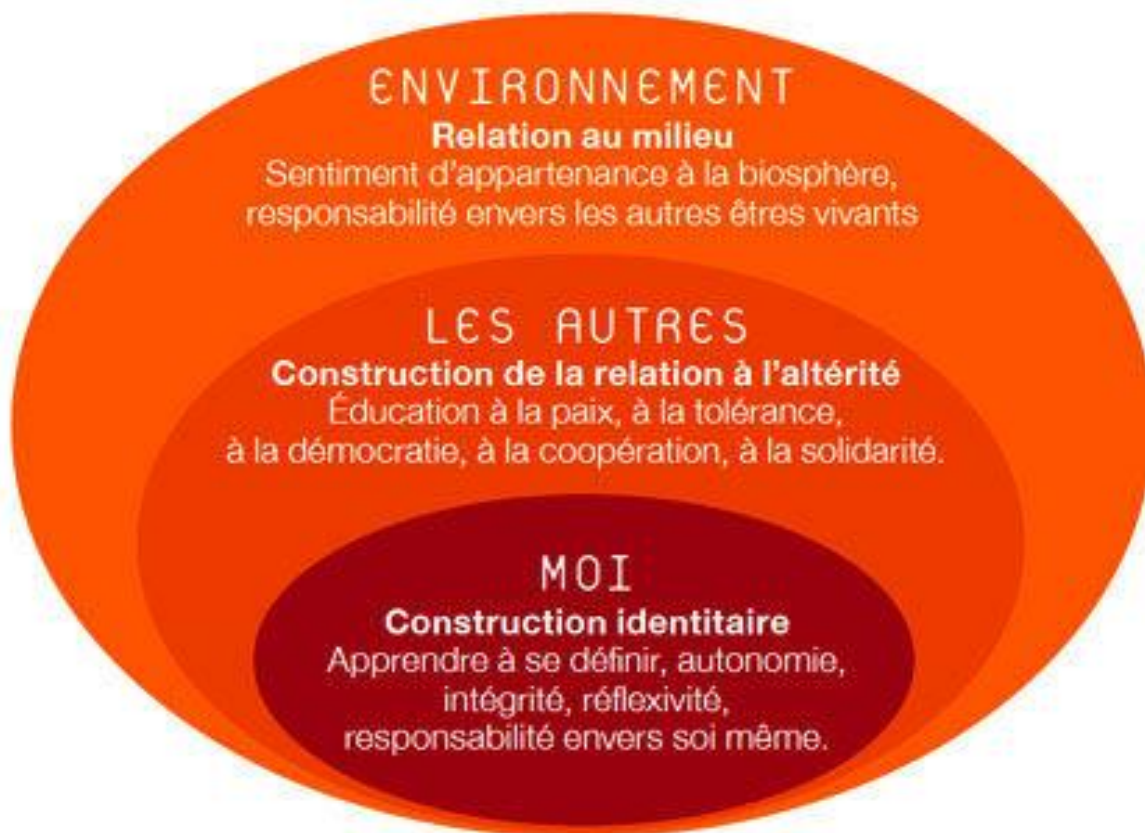 ENVIRONNEMENT
Relation au milieu
Sentiment d'appartenance à la biosphère,
responsabilité envers les autres êtres vivants
LES AUTRES
Construction de la relation à l'altérité
Éducation à la paix, à la tolérance,
à la démocratie, à la coopération, à la solidarité.
MOI
Construction identitaire
Apprendre à se définir, autonomie,
intégrité, réflexivité,
responsabilité envers soi même.